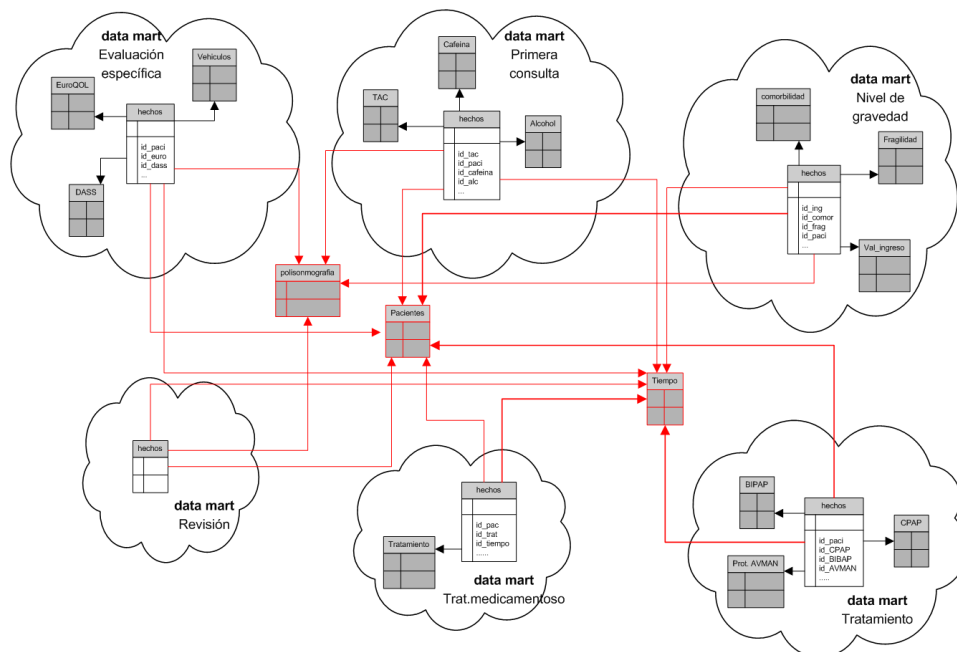 data mart
Evaluación
específica
Vehiculos
EuroQOL
hechos
id_paci
id_euro
id_dass
...
DASS
data mart
Primera
consulta
Cafeina
TAC
hechos
Alcohol
id_tac
id_paci
id_cafeina
id_alc
...
data mart
Nivel de
gravedad
comorbilidad
Fragilidad
hechos
id_ing
id_comor
id_frag
id_paci
...
Val_ingreso
polisonmografia
Pacientes
Tiempo
hechos
data mart
Revisión
hechos
id_pac
id_trat
id_tiempo
......
Tratamiento
data mart
Trat.medicamentoso
BIPAP
hechos
CPAP
id_paci
id_CPAP
id_BIBAP
id_AVMAN
.....
Prot. AVMAN
data mart
Tratamiento